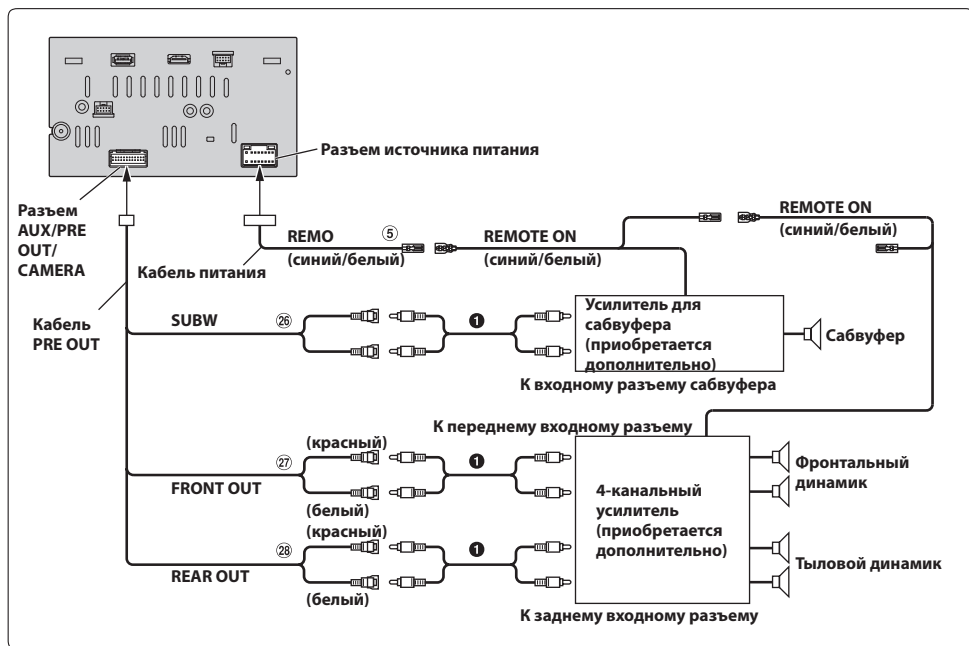 Разъем источника питания
Разъем
AUX/PRE
OUT/
CAMERA
REMO
⑤
(синий/белый)
Кабель питания
REMOTE ON
(синий/белый)
REMOTE ON
(синий/белый)
Кабель
PRE OUT
SUBW
㉖
❶
Усилитель для
сабвуфера
(приобретается
дополнительно)
Сабвуфер
К входному разъему сабвуфера
К переднему входному разъему
(красный)
㉗
❶
FRONT OUT
(белый)
4-канальный
усилитель
(приобретается
дополнительно)
Фронтальный
динамик
(красный)
㉘
❶
REAR OUT
(белый)
Тыловой динамик
К заднему входному разъему